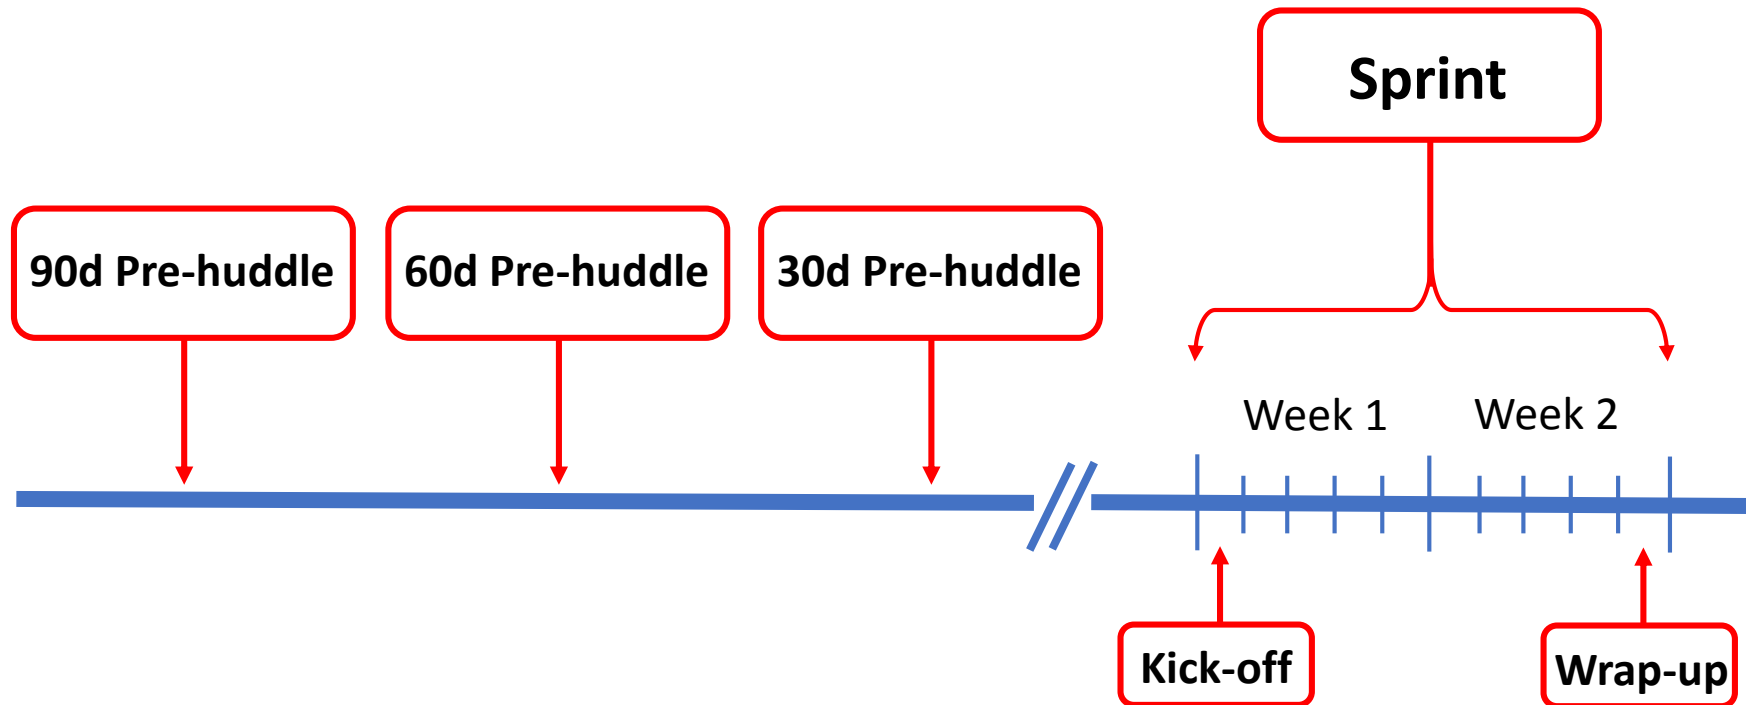 Sprint
90d Pre-huddle
60d Pre-huddle
30d Pre-huddle
Week 1
Week 2
Kick-off
Wrap-up